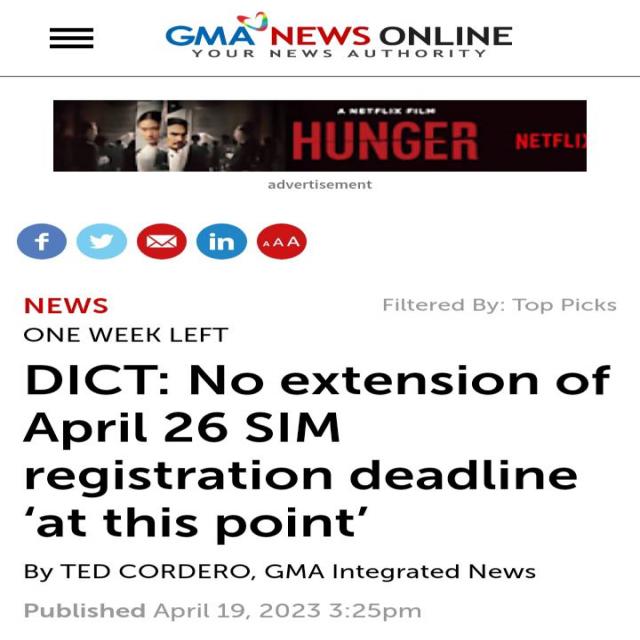 GMA NEWS ONLINE
YOUR NEWS AUTHORITY
A NETFLIX FILM
HUNGER
NETFLIX
advertisement
f
in
AAA
NEWS
Filtered By: Top Picks
ONE WEEK LEFT
DICT: No extension of
April 26 SIM
registration deadline
‘at this point’
By TED CORDERO, GMA Integrated News
Published April 19, 2023 3:25pm